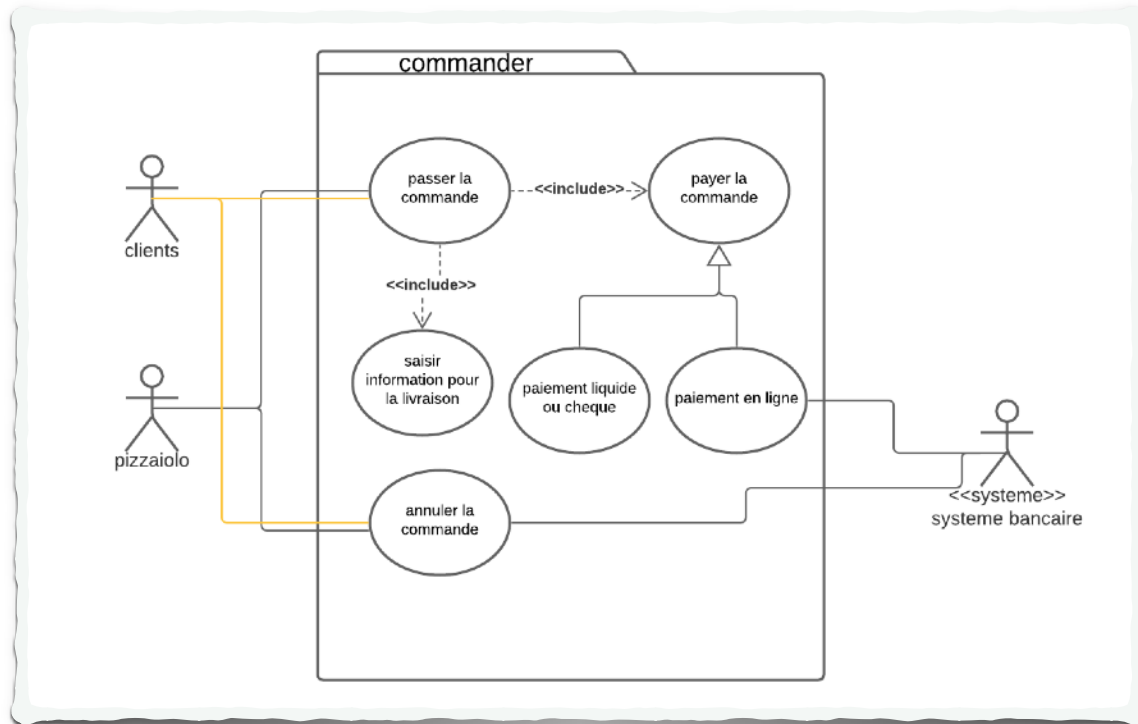 commander
clients
pizzaiolo
passer la
commande
<<include>>
payer la
commande
<<include>>
saisir
information pour
la livraison
paiement liquide
ou cheque
paiement en ligne
annuler la
commande
<<systeme>>
systeme bancaire